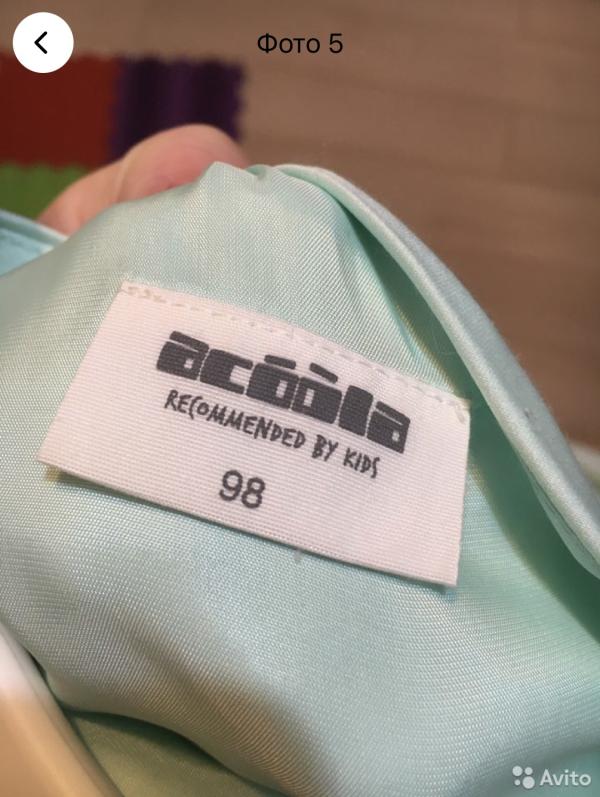 Фото 5
acoola
RECOMMENDED BY KIDS
98
Avito